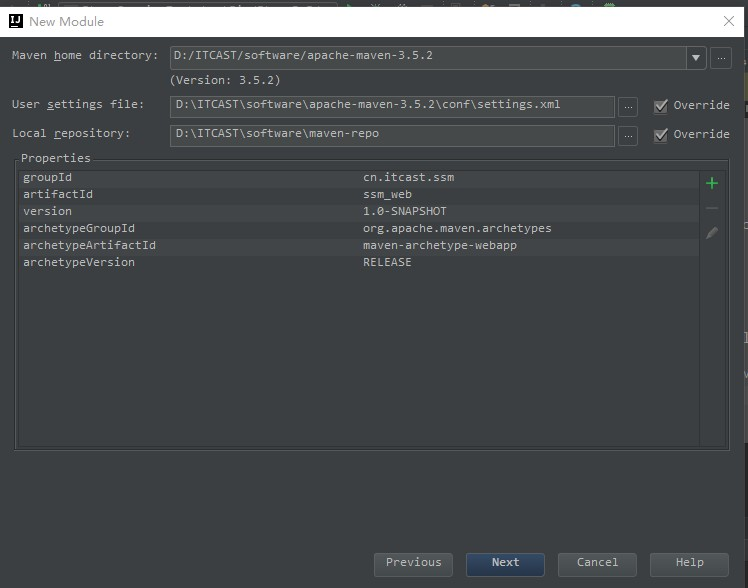 New Module
Maven home directory: D:/ITCAST/software/apache-maven-3.5.2 ...
(Version: 3.5.2)
User settings file: D:\ITCAST\software\apache-maven-3.5.2\conf\settings.xml ... Override
Local repository: D:\ITCAST\software\maven-repo ... Override
Properties
groupId cn.itcast.ssm
artifactId ssm_web
version 1.0-SNAPSHOT
archetypeGroupId org.apache.maven.archetypes
archetypeArtifactId maven-archetype-webapp
archetypeVersion RELEASE
Previous Next Cancel Help